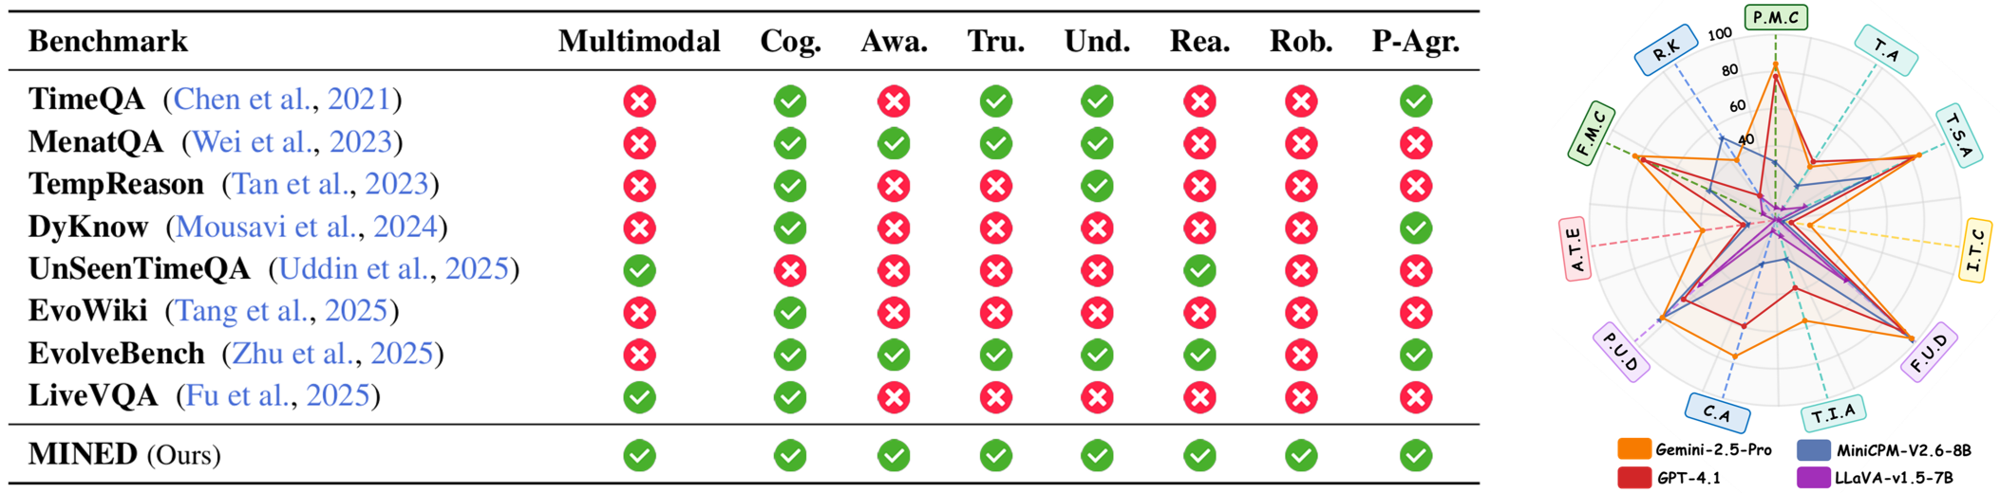 Benchmark Multimodal Cog. Awa. Tru. Und. Rea. Rob. P-Agr.
TimeQA (Chen et al., 2021)
MenatQA (Wei et al., 2023)
TempReason (Tan et al., 2023)
DyKnow (Mousavi et al., 2024)
UnSeenTimeQA (Uddin et al., 2025)
EvoWiki (Tang et al., 2025)
EvolveBench (Zhu et al., 2025)
LiveVQA (Fu et al., 2025)
MINED (Ours)
P.M.C
T.A
T.S.A
I.T.C
F.U.D
T.I.A
C.A
P.U.D
A.T.E
F.M.C
R.K
100
80
60
40
Gemini-2.5-Pro
MiniCPM-V2.6-8B
GPT-4.1
LLaVA-v1.5-7B